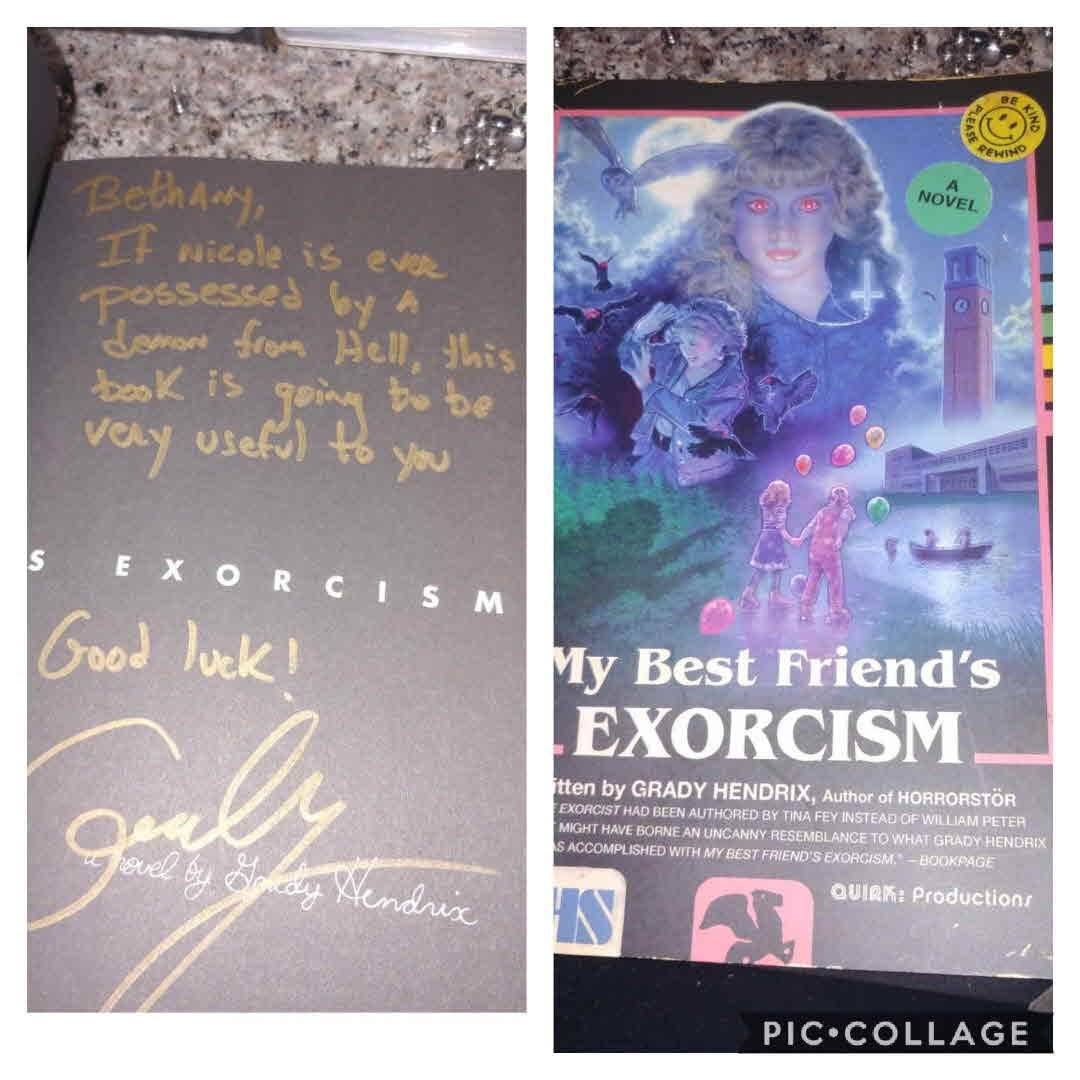 Bethany,
If Nicole is ever
possessed by a
demon from Hell, this
book is going to be
very useful to you
S EXORCISM
Good luck!
Grady
a novel by Grady Hendrix
BE KIND
PLEASE REWIND
A
NOVEL
My Best Friend's
EXORCISM
itten by GRADY HENDRIX, Author of HORRORSTÖR
E EXORCIST HAD BEEN AUTHORED BY TINA FEY INSTEAD OF WILLIAM PETER
T MIGHT HAVE BORNE AN UNCANNY RESEMBLANCE TO WHAT GRADY HENDRIX
AS ACCOMPLISHED WITH MY BEST FRIEND'S EXORCISM." —BOOKPAGE
HS
QUIRK: Productions
PIC•COLLAGE